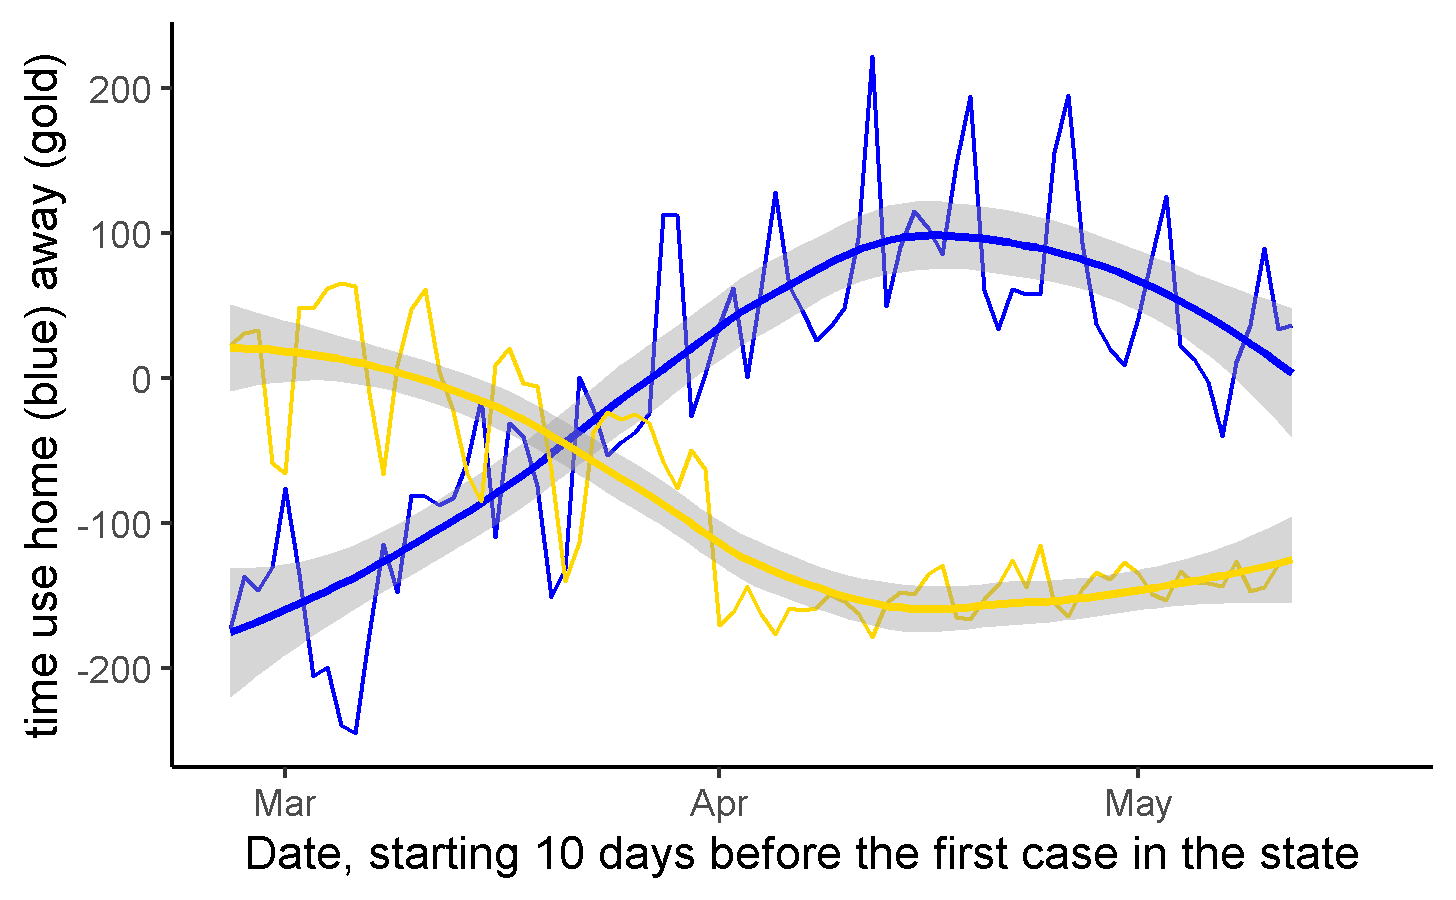 time use home (blue) away (gold)
200
100
0
-100
-200
Mar
Apr
May
Date, starting 10 days before the first case in the state